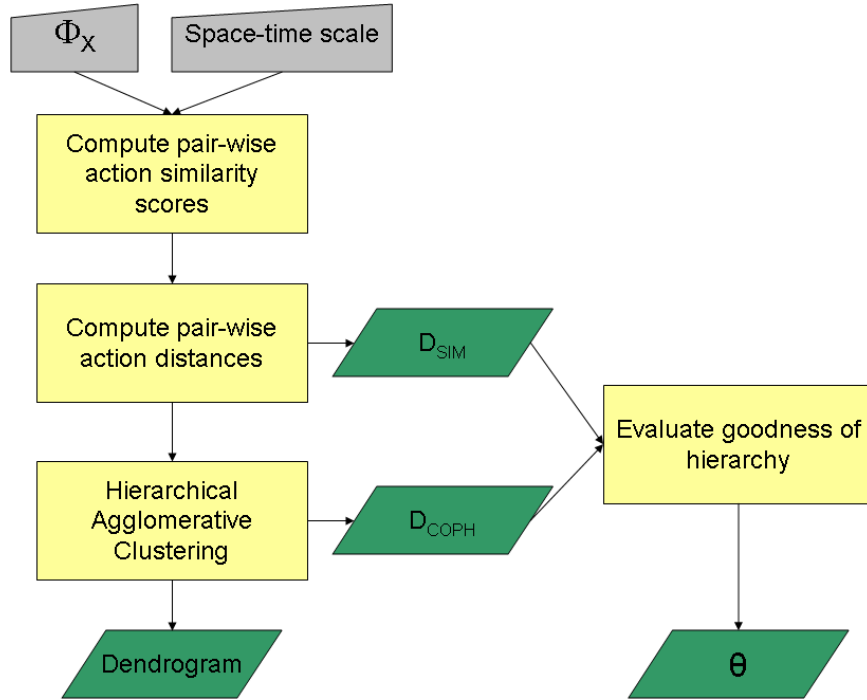 ΦX
Space-time scale
Compute pair-wise
action similarity
scores
Compute pair-wise
action distances
DSIM
Evaluate goodness of
hierarchy
Hierarchical
Agglomerative
Clustering
DCOPH
Dendrogram
θ